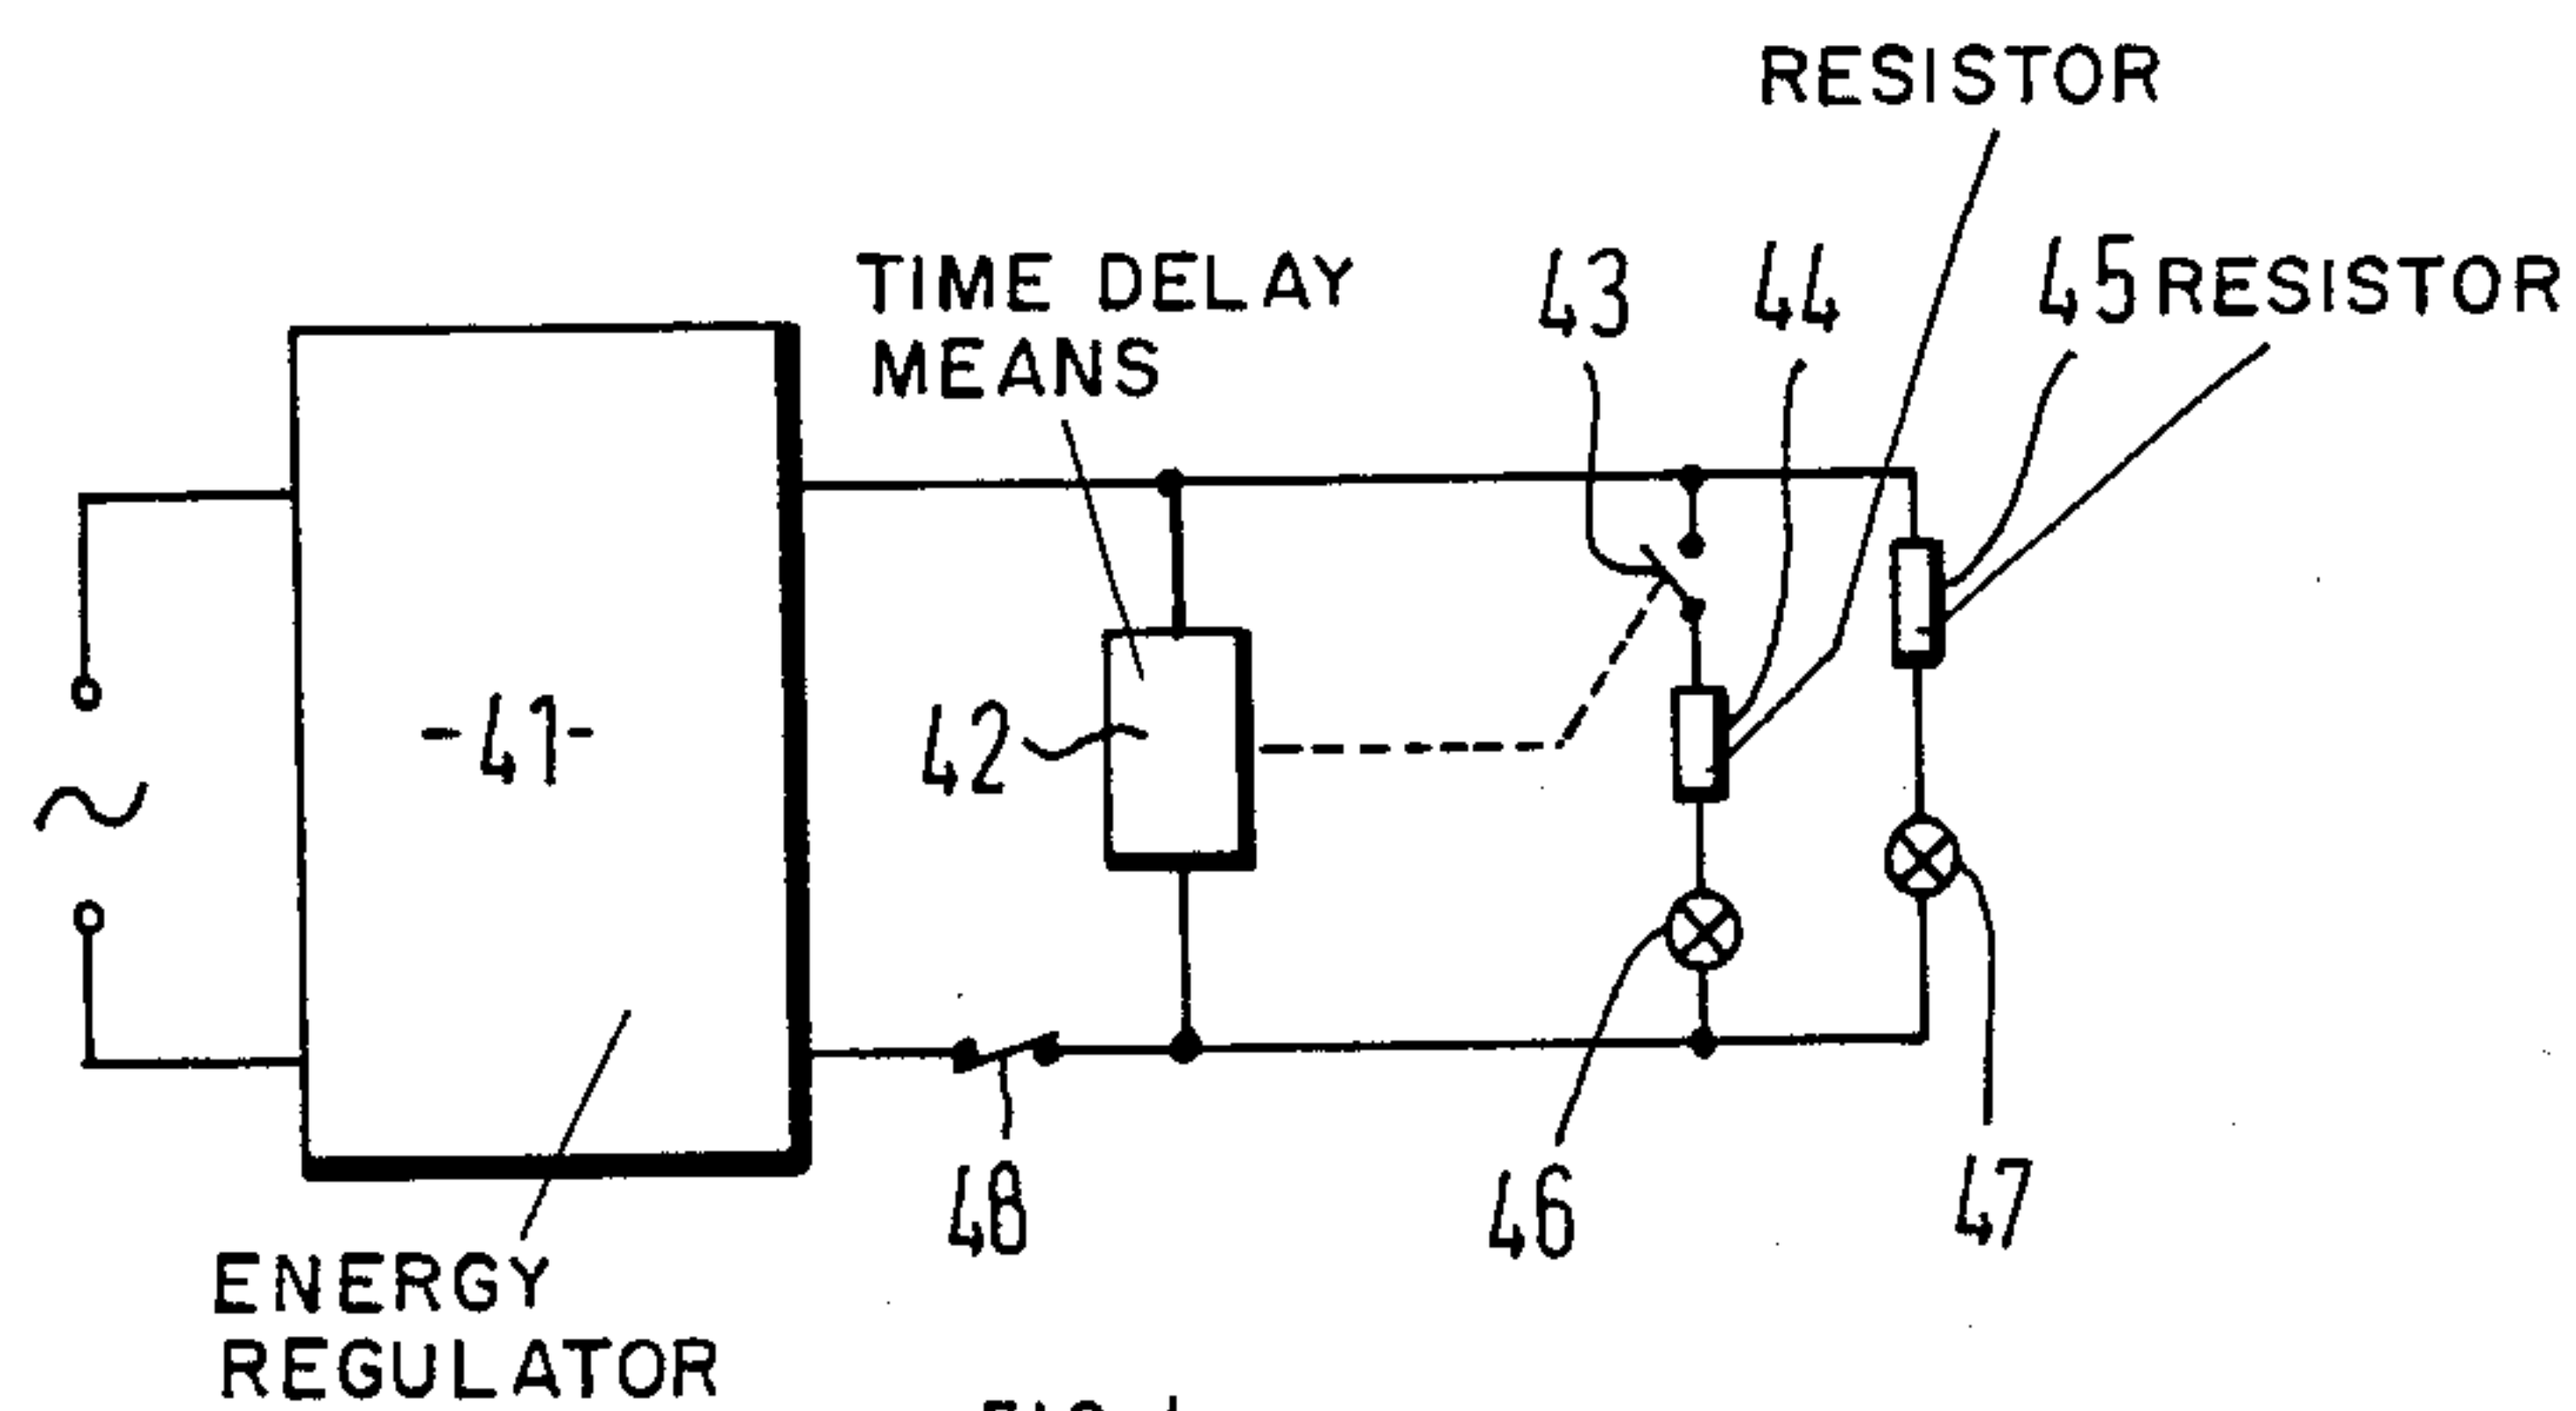 RESISTOR
TIME DELAY
MEANS
43
44
45 RESISTOR
-41-
42
48
46
47
ENERGY
REGULATOR